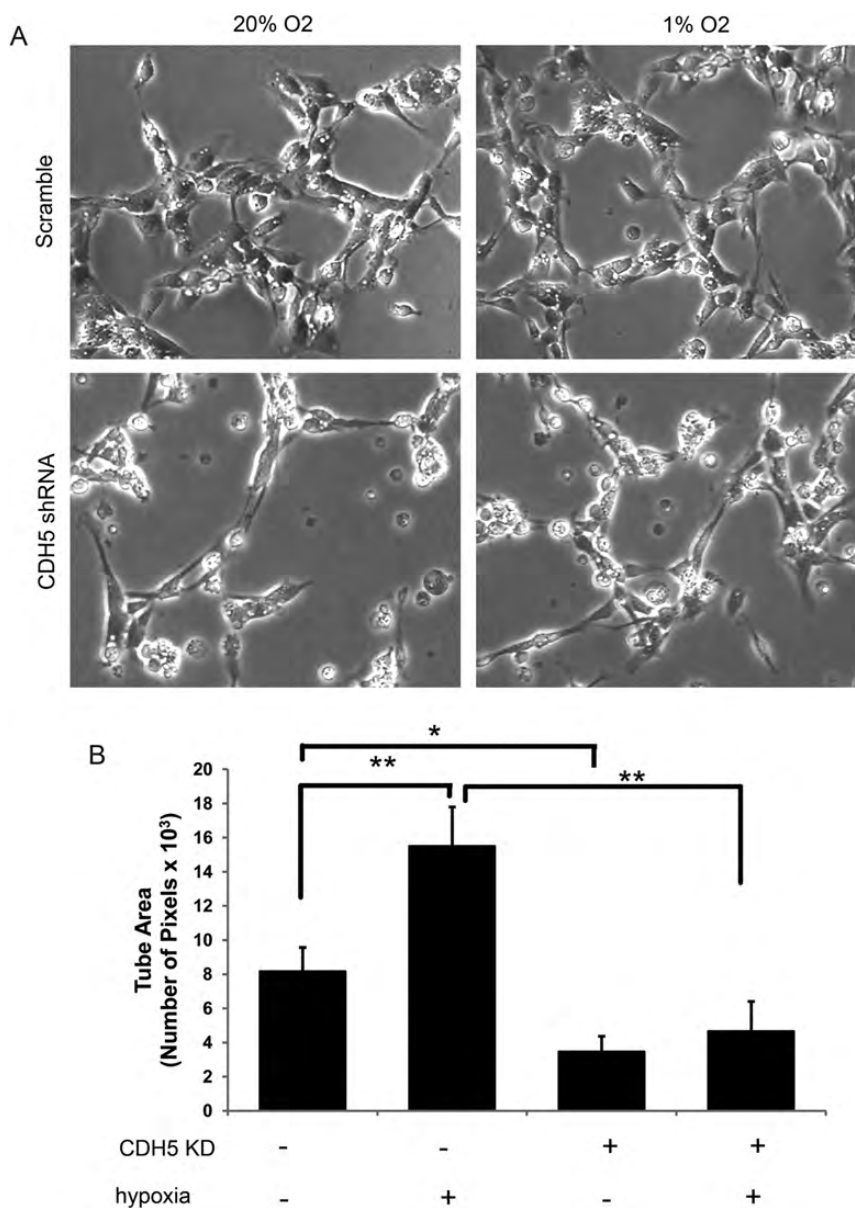 A
20% O2
1% O2
Scramble
CDH5 shRNA
B
*
**
**
Tube Area
(Number of Pixels x 10³)
20
18
16
14
12
10
8
6
4
2
0
CDH5 KD - - + +
hypoxia - + - +